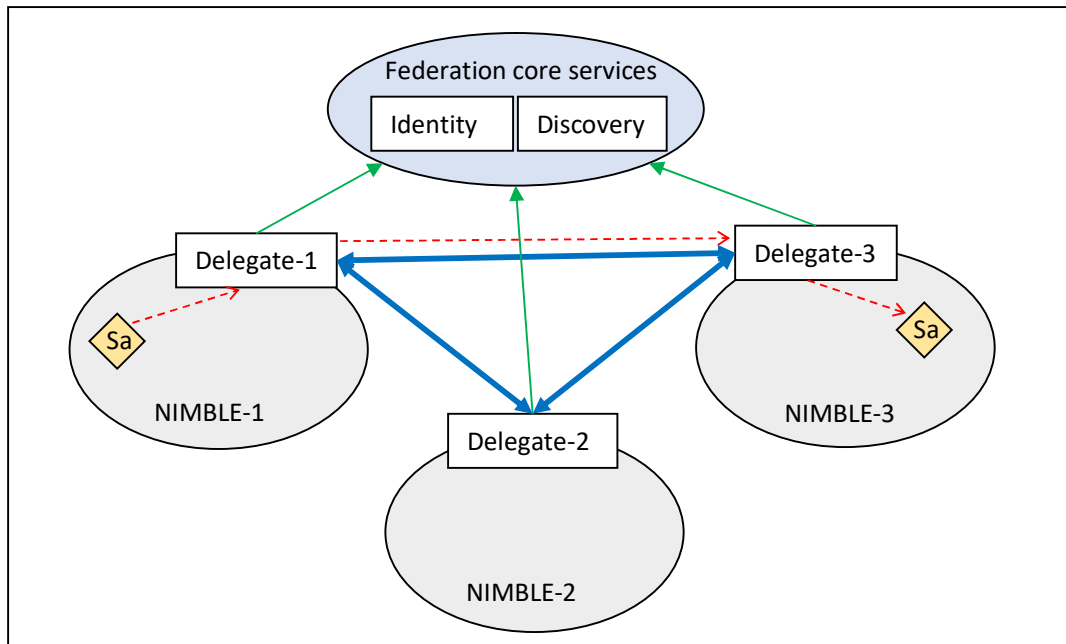 Federation core services
Identity
Discovery
Delegate-1
Delegate-3
Sa
Sa
NIMBLE-1
NIMBLE-3
Delegate-2
NIMBLE-2